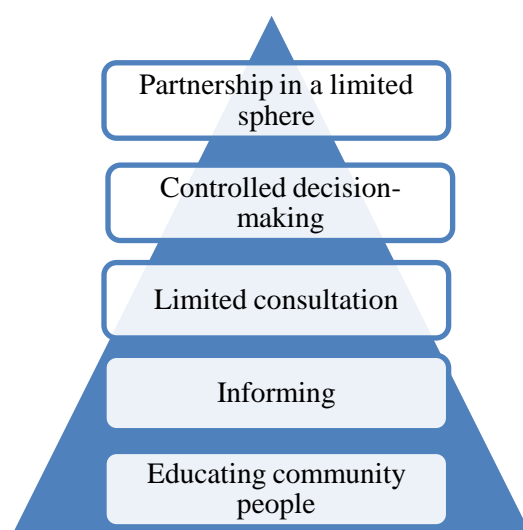 Partnership in a limited
sphere
Controlled decision-
making
Limited consultation
Informing
Educating community
people